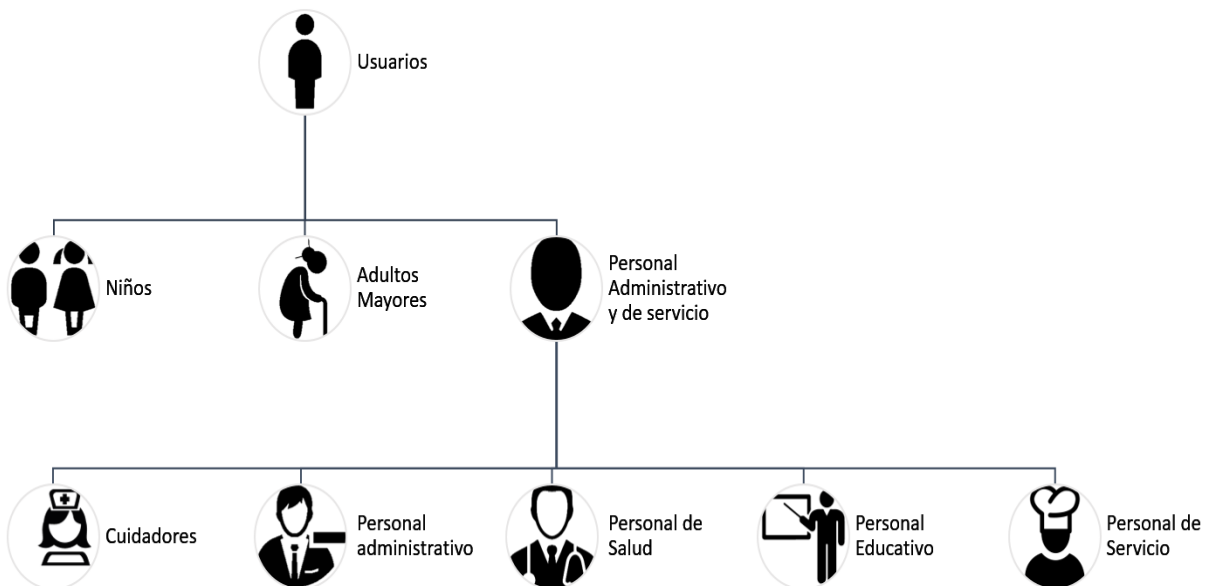 Usuarios
Niños
Adultos
Mayores
Personal
Administrativo
y de servicio
Cuidadores
Personal
administrativo
Personal de
Salud
Personal
Educativo
Personal de
Servicio